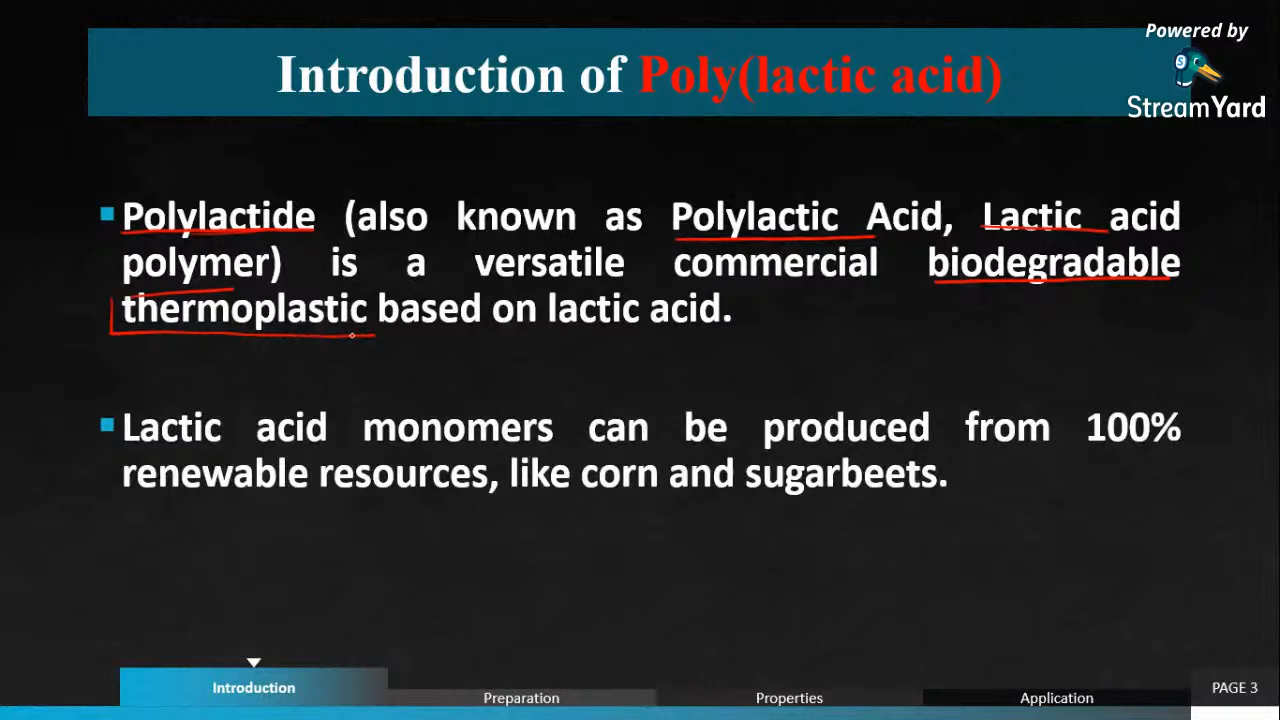 Powered by
StreamYard
Introduction of Poly(lactic acid)
Polylactide (also known as Polylactic Acid, Lactic acid
polymer) is a versatile commercial biodegradable
thermoplastic based on lactic acid.
Lactic acid monomers can be produced from 100%
renewable resources, like corn and sugarbeets.
Introduction
Preparation
Properties
Application
PAGE 3